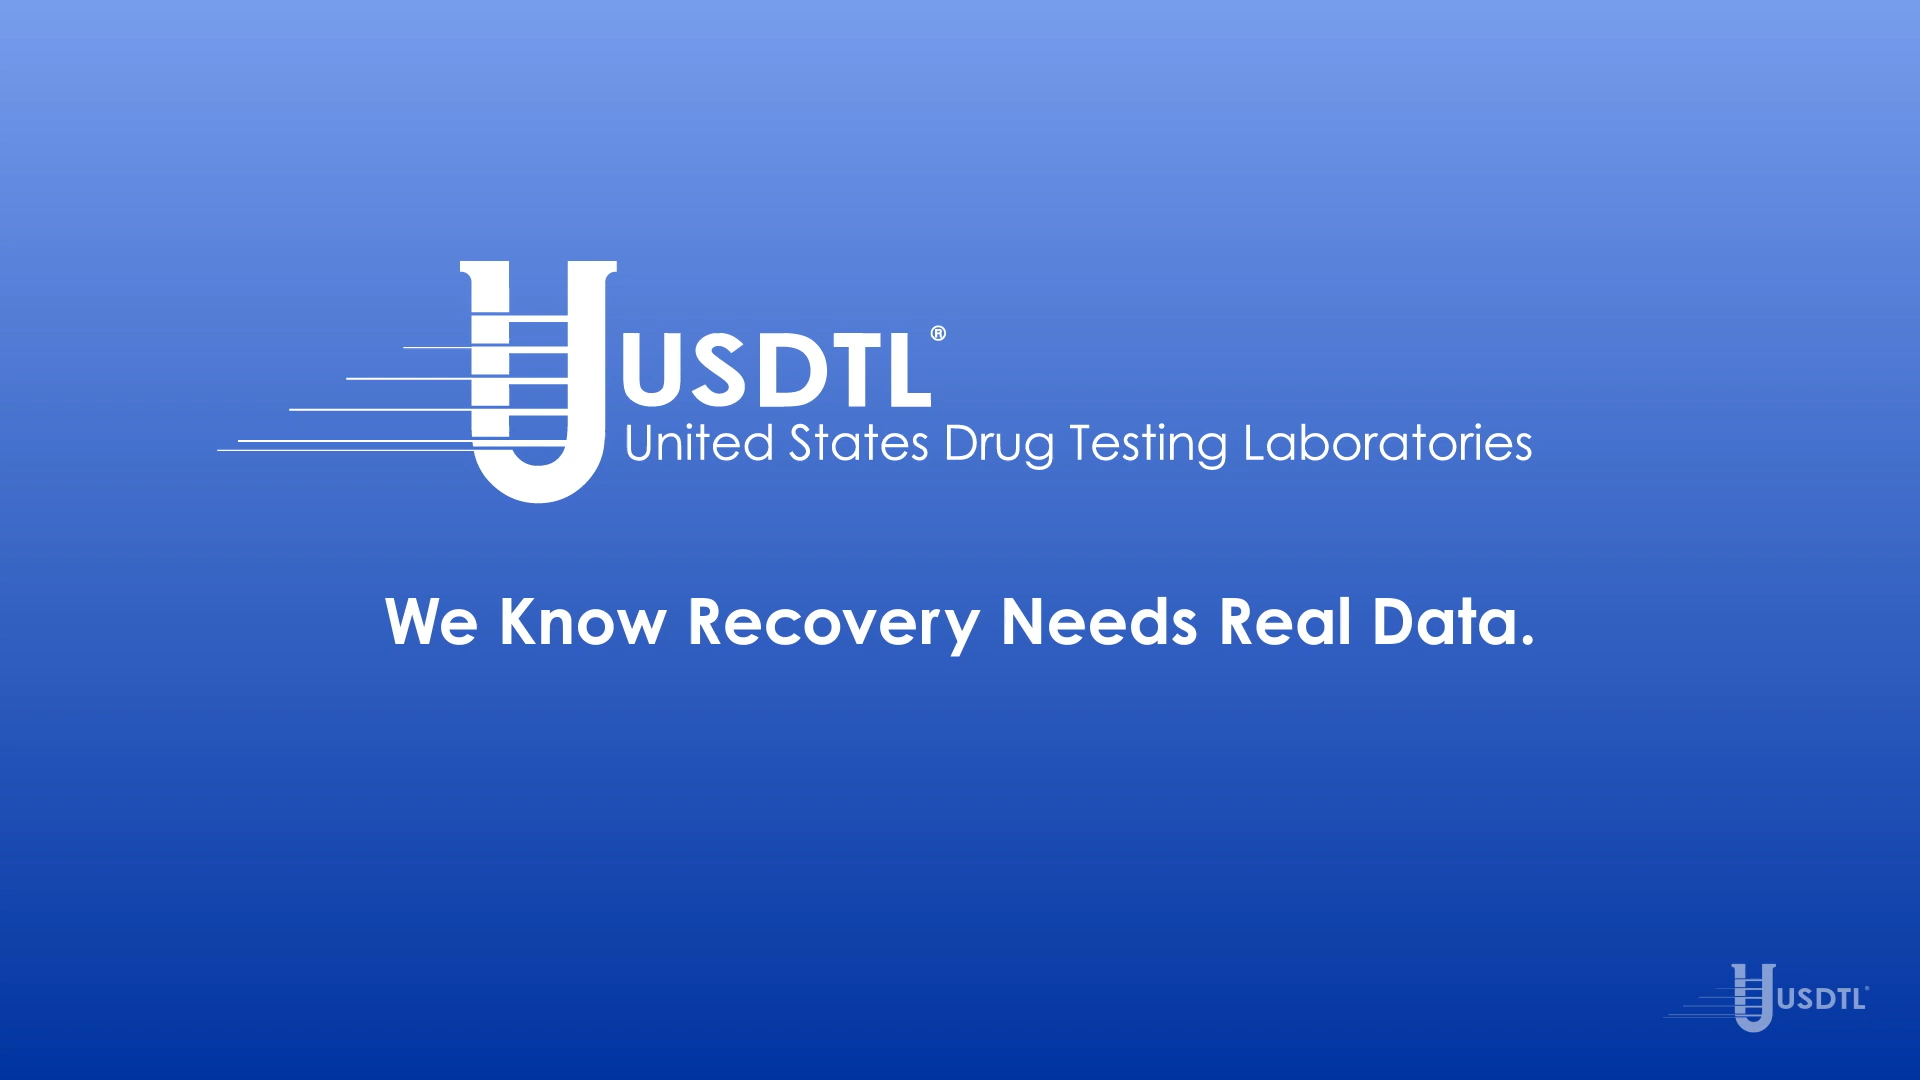 USDTL®
United States Drug Testing Laboratories
We Know Recovery Needs Real Data.
USDTL®